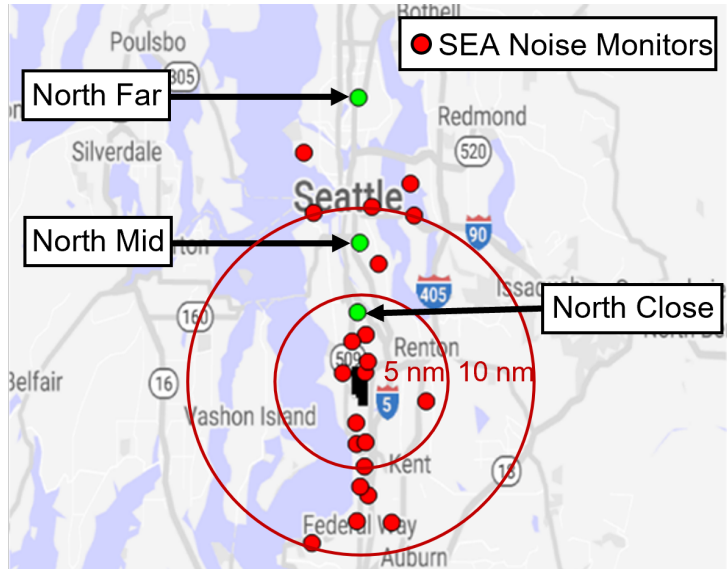 Bothell
SEA Noise Monitors
Poulsbo
305
North Far
Redmond
Silverdale
520
Seattle
North Mid
90
405
North Close
160
509
Renton
5 nm 10 nm
Belfair
16
5
Vashon Island
Kent
18
Federal Way
Auburn